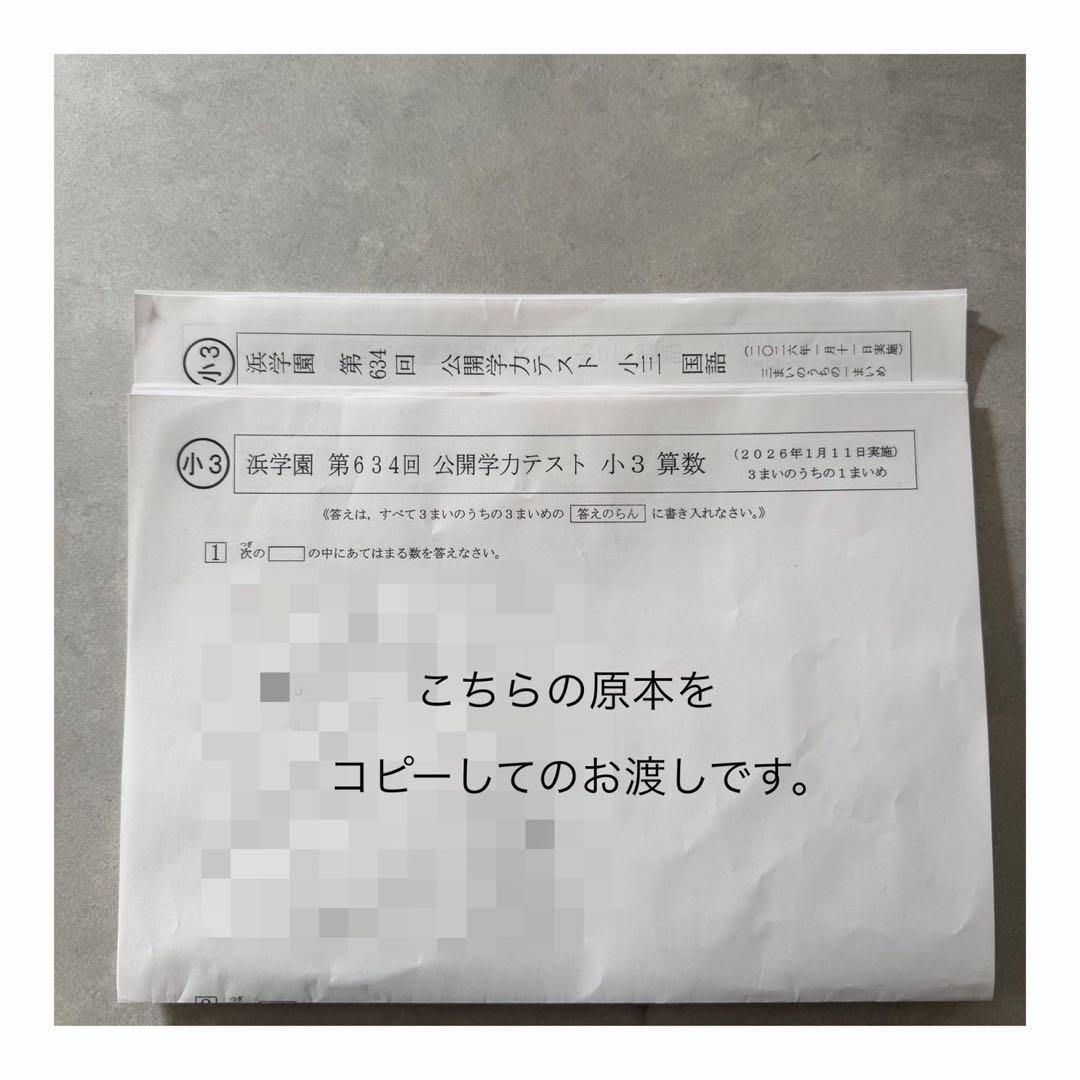 小3
浜学園 第634回 公開学力テスト 小三 国語
(二〇二六年一月十一日実施)
三まいのうちの一まいめ
小3
浜学園 第634回 公開学力テスト 小3 算数
(2026年1月11日実施)
3まいのうちの1まいめ
《答えは，すべて3まいのうちの3まいめの 答えのらん に書き入れなさい。》
1 次の の中にあてはまる数を答えなさい。
つぎ
こちらの原本を
コピーしてのお渡しです。
つぎ